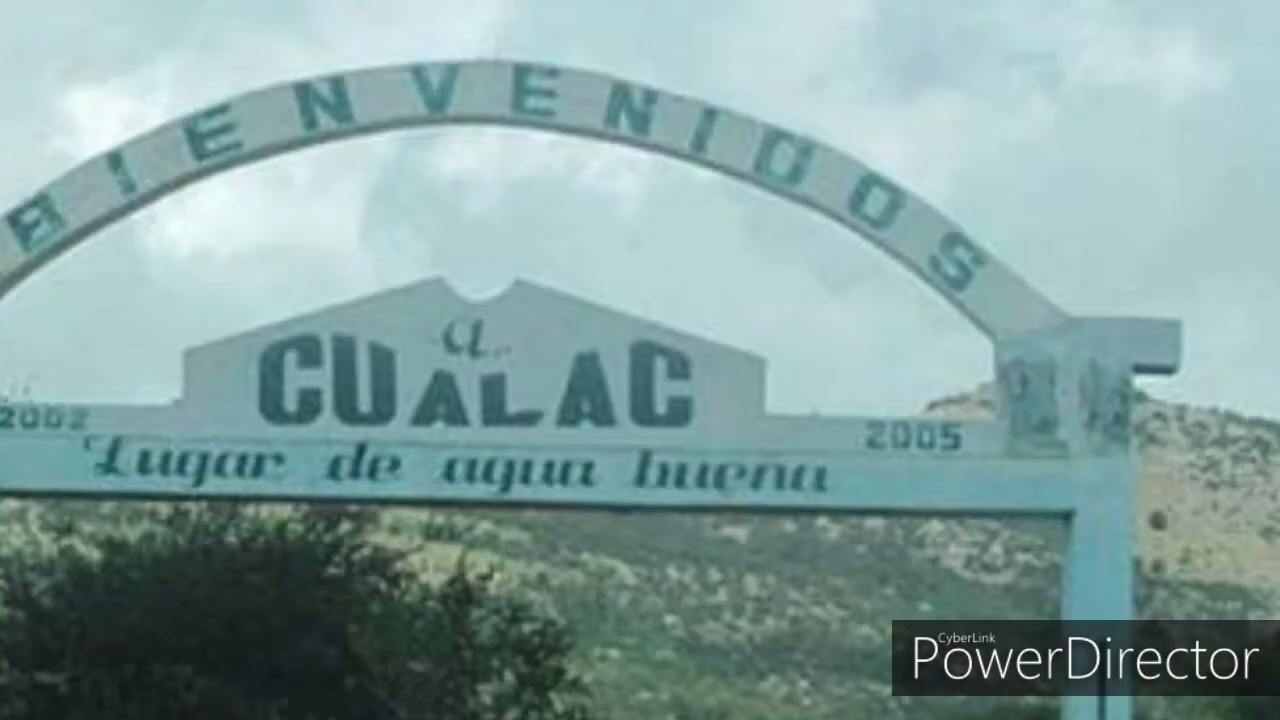 BIENVENIDOS
a
CUALAC
2002 2005
Lugar de agua buena
CyberLink
PowerDirector